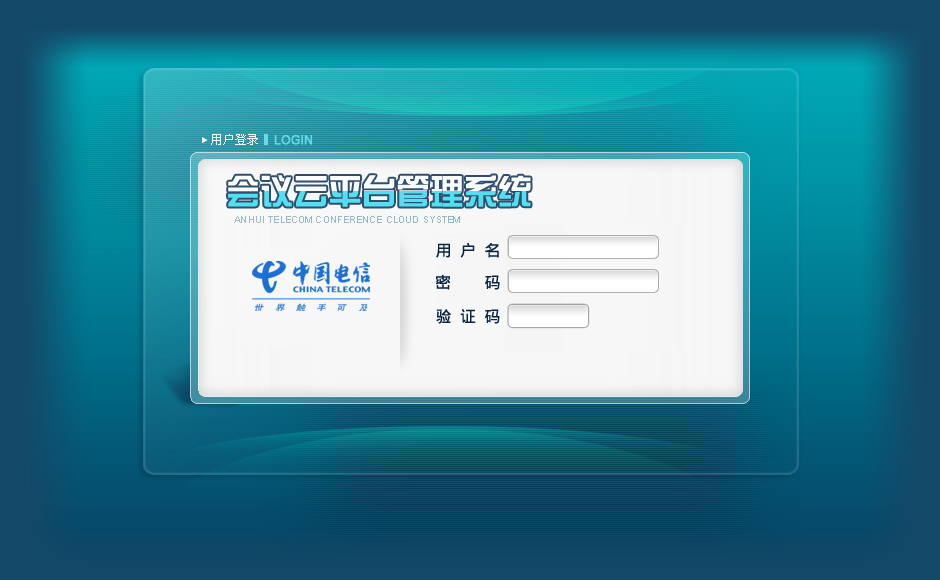 用户登录 LOGIN
会议云平台管理系统
ANHUI TELECOM CONFERENCE CLOUD SYSTEM
中国电信
CHINA TELECOM
世界触手可及
用户名
密码
验证码